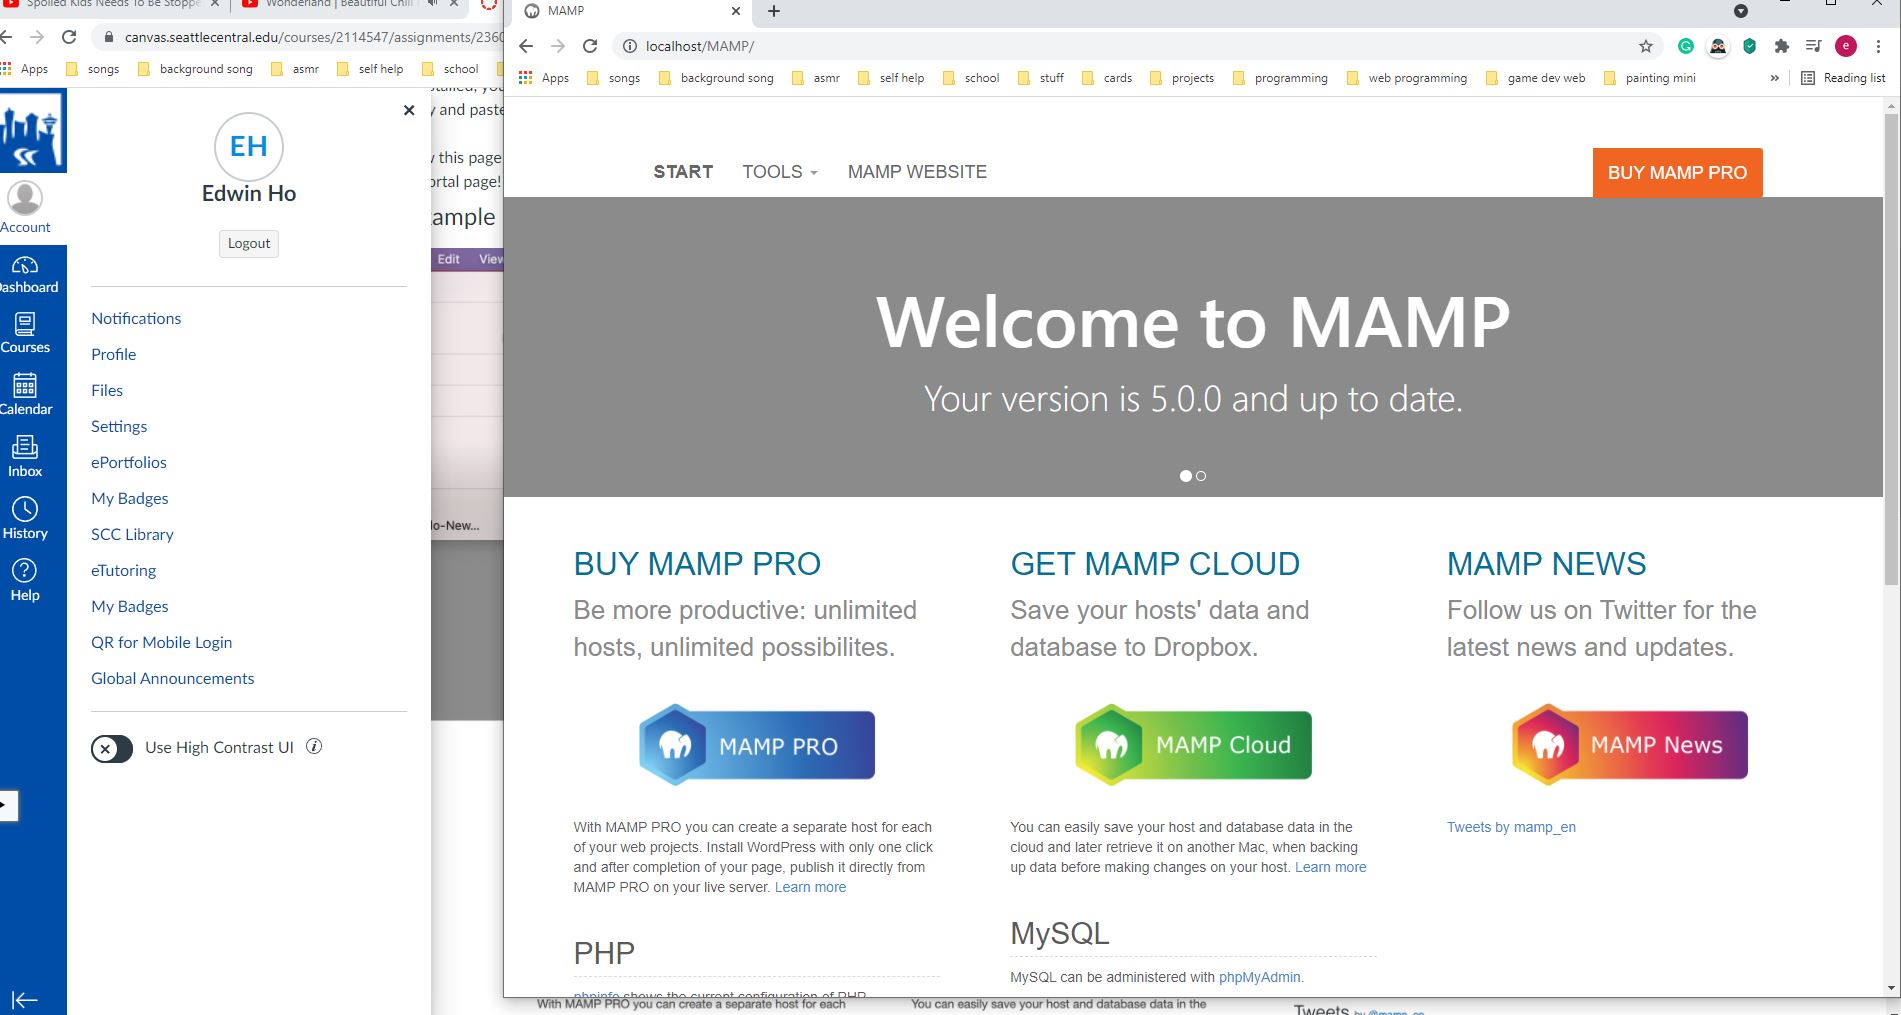 Spoiled Kids Needs To Be Stoppe
Wonderland | Beautiful Chill
canvas.seattlecentral.edu/courses/2114547/assignments/2360
Apps songs background song asmr self help school
EH
Edwin Ho
Logout
Account
Dashboard
Courses
Calendar
Inbox
History
Help
Notifications
Profile
Files
Settings
ePortfolios
My Badges
SCC Library
eTutoring
My Badges
QR for Mobile Login
Global Announcements
Use High Contrast UI
y and paste
this page
ortal page!
ample
Edit View
lo-New...
MAMP
localhost/MAMP/
e
Apps songs background song asmr self help school stuff cards projects programming web programming game dev web painting mini » Reading list
START TOOLS MAMP WEBSITE
BUY MAMP PRO
Welcome to MAMP
Your version is 5.0.0 and up to date.
BUY MAMP PRO
Be more productive: unlimited
hosts, unlimited possibilites.
MAMP PRO
With MAMP PRO you can create a separate host for each
of your web projects. Install WordPress with only one click
and after completion of your page, publish it directly from
MAMP PRO on your live server. Learn more
PHP
phpinfo shows the current configuration of PHP
GET MAMP CLOUD
Save your hosts' data and
database to Dropbox.
MAMP Cloud
You can easily save your host and database data in the
cloud and later retrieve it on another Mac, when backing
up data before making changes on your host. Learn more
MySQL
MySQL can be administered with phpMyAdmin.
MAMP NEWS
Follow us on Twitter for the
latest news and updates.
MAMP News
Tweets by mamp_en
With MAMP PRO you can create a separate host for each
You can easily save your host and database data in the
Tweets by @mamp_en